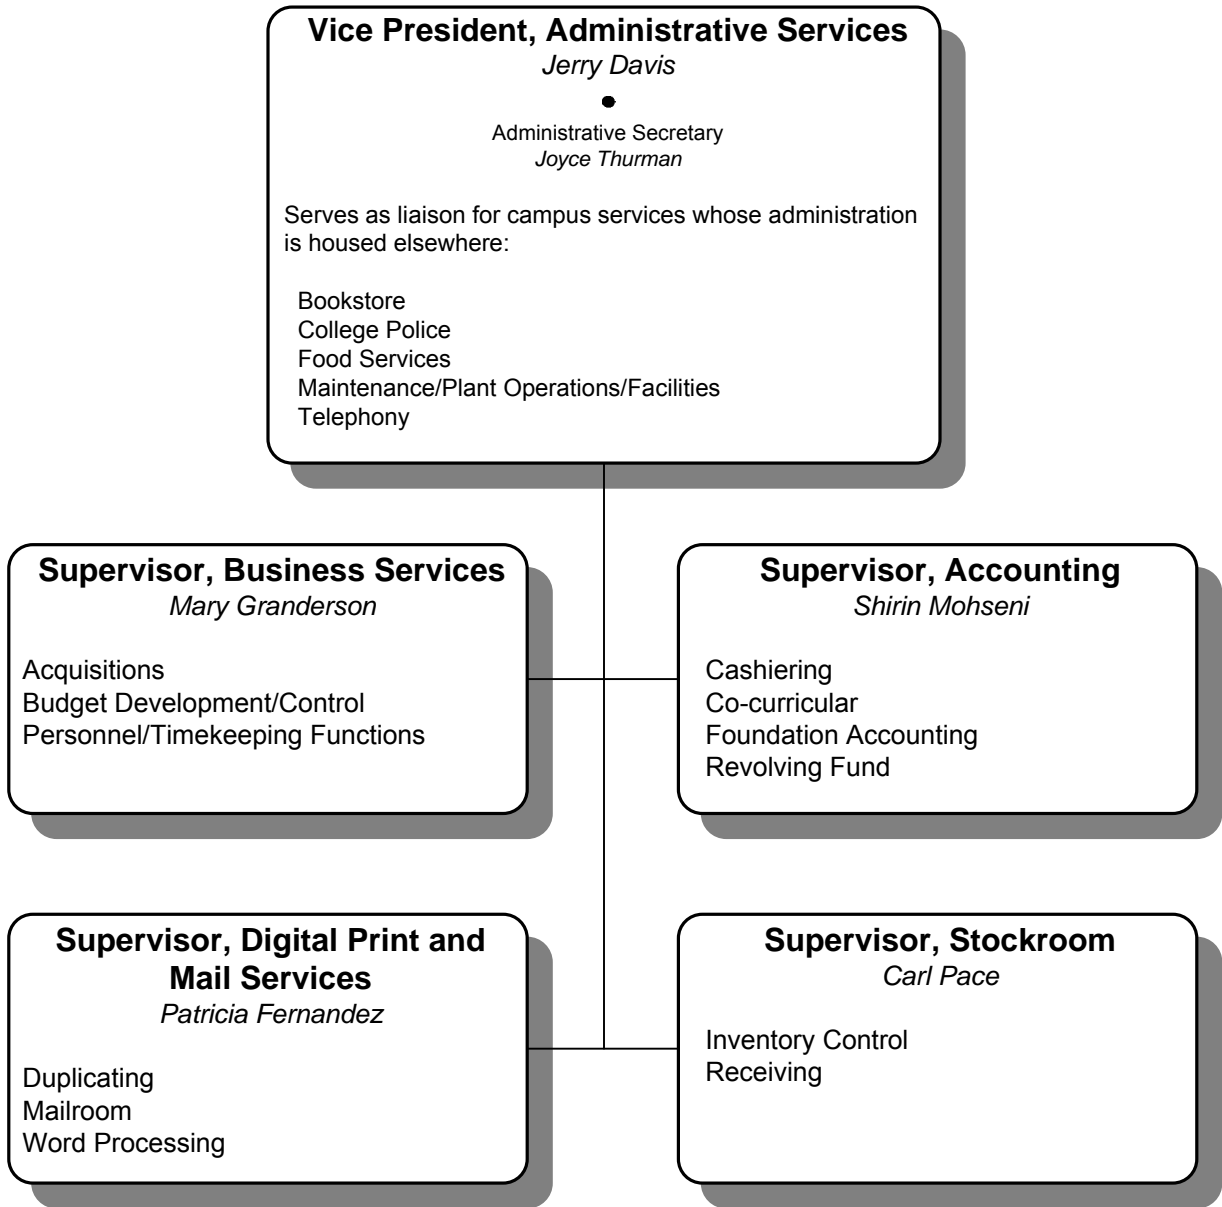 Vice President, Administrative Services
Jerry Davis
Administrative Secretary
Joyce Thurman
Serves as liaison for campus services whose administration
is housed elsewhere:
Bookstore
College Police
Food Services
Maintenance/Plant Operations/Facilities
Telephony
Supervisor, Business Services
Mary Granderson
Acquisitions
Budget Development/Control
Personnel/Timekeeping Functions
Supervisor, Accounting
Shirin Mohseni
Cashiering
Co-curricular
Foundation Accounting
Revolving Fund
Supervisor, Digital Print and
Mail Services
Patricia Fernandez
Duplicating
Mailroom
Word Processing
Supervisor, Stockroom
Carl Pace
Inventory Control
Receiving